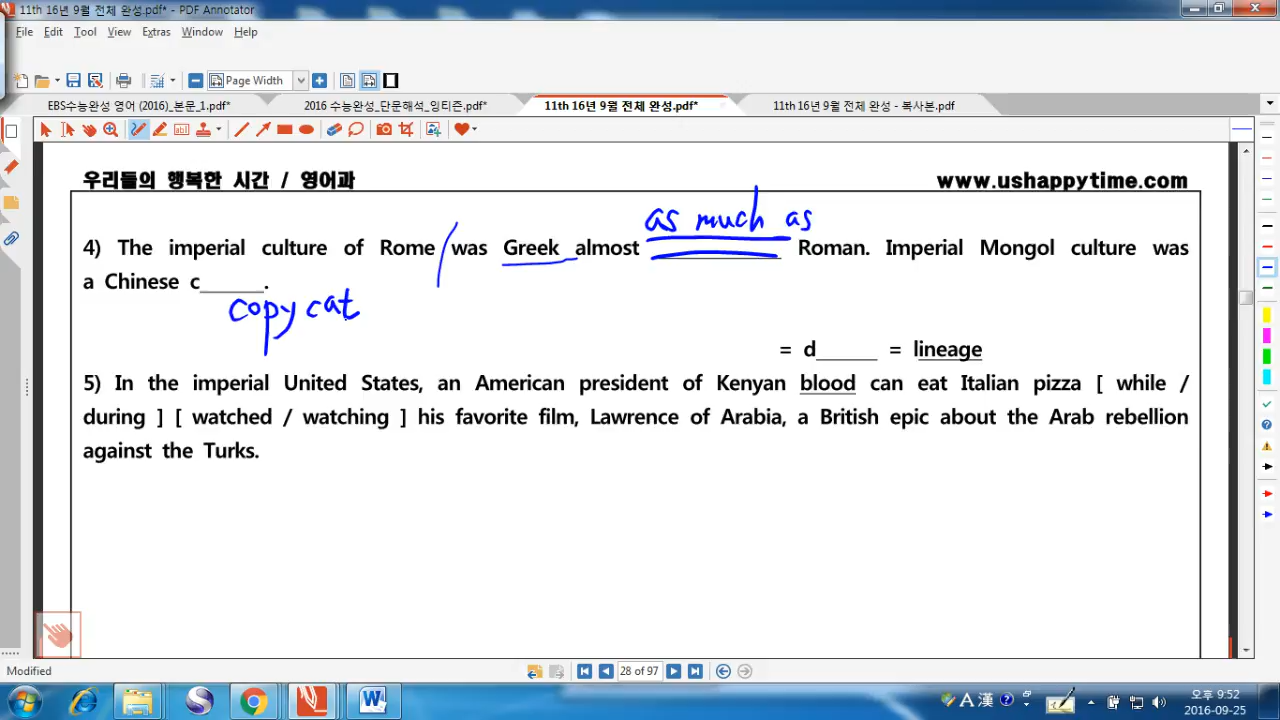 11th 16년 9월 전체 완성.pdf* - PDF Annotator
File Edit Tool View Extras Window Help
Page Width
EBS수능완성 영어 (2016)_본문_1.pdf* 2016 수능완성_단문해석_잉티즌.pdf* 11th 16년 9월 전체 완성.pdf* 11th 16년 9월 전체 완성 - 복사본.pdf
우리들의 행복한 시간 / 영어과 www.ushappytime.com
as much as
4) The imperial culture of Rome was Greek almost ________ Roman. Imperial Mongol culture was
a Chinese c______.
copy cat
= d______ = lineage
5) In the imperial United States, an American president of Kenyan blood can eat Italian pizza [ while /
during ] [ watched / watching ] his favorite film, Lawrence of Arabia, a British epic about the Arab rebellion
against the Turks.
Modified 28 of 97
A 漢 오후 9:52
2016-09-25